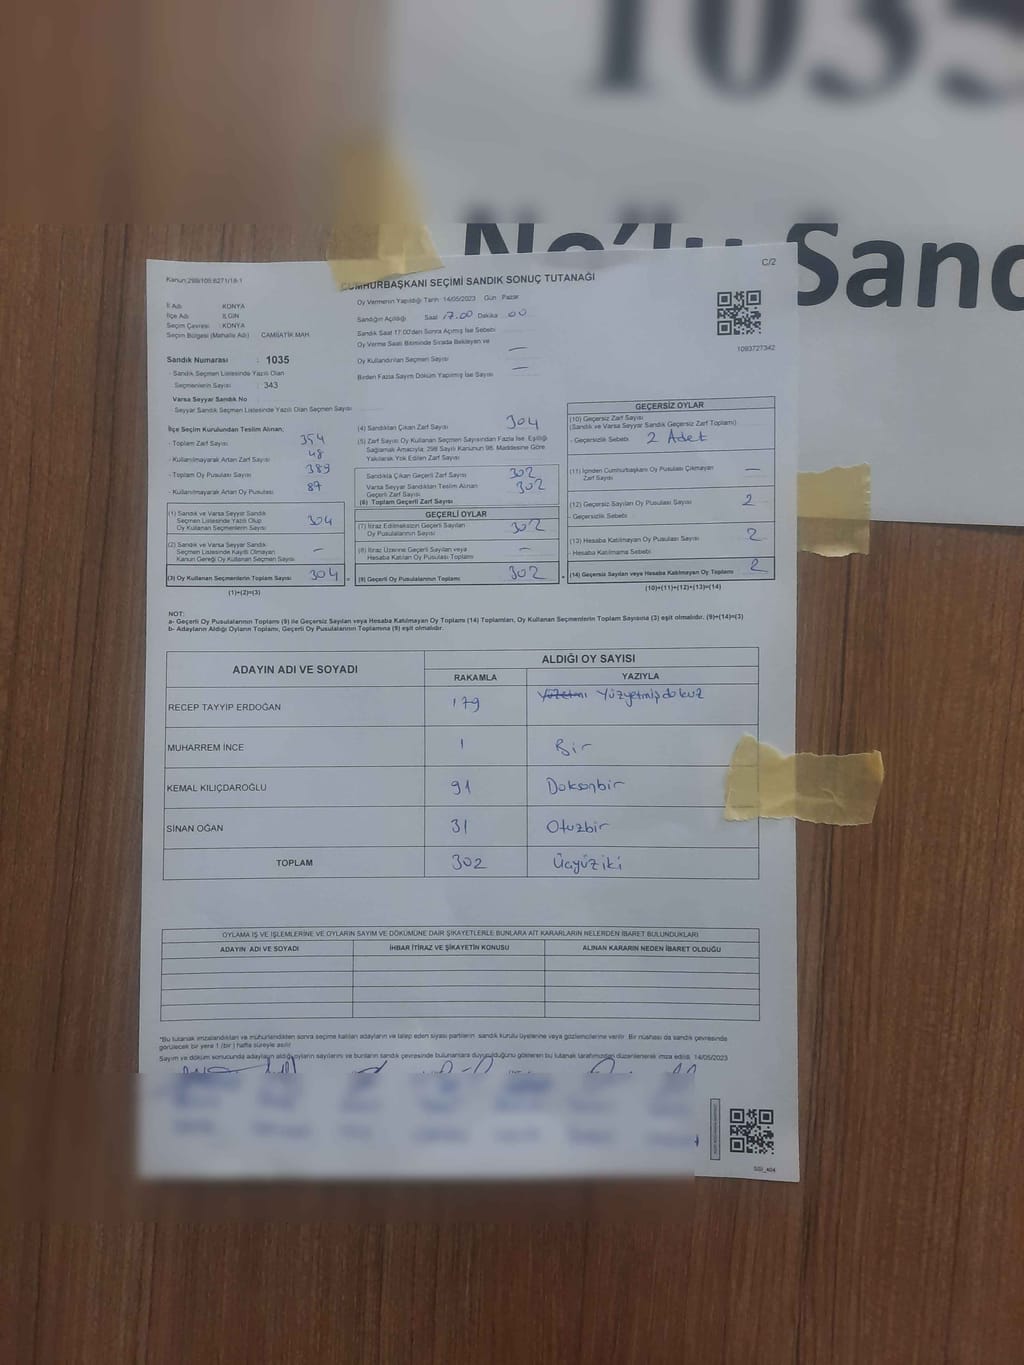 1035
No'lu Sand
C/2
Kanun:298/105 6271/18-1
CUMHURBAŞKANI SEÇİMİ SANDIK SONUÇ TUTANAĞI
İl Adı : KONYA
İlçe Adı : ILGIN
Seçim Çevresi : KONYA
Seçim Bölgesi (Mahalle Adı) : CAMİİATİK MAH.
Sandık Numarası : 1035
- Sandık Seçmen Listesinde Yazılı Olan
Seçmenlerin Sayısı : 343
Varsa Seyyar Sandık No
- Seyyar Sandık Seçmen Listesinde Yazılı Olan Seçmen Sayısı
Oy Vermenin Yapıldığı Tarih 14/05/2023 Gün Pazar
Sandığın Açıldığı Saat 17.00 Dakika 00
Sandık Saat 17.00'den Sonra Açılmış İse Sebebi
Oy Verme Saati Bitiminde Sırada Bekleyen ve —
Oy Kullandırılan Seçmen Sayısı
Birden Fazla Sayım Döküm Yapılmış İse Sayısı —
1093727342
İlçe Seçim Kurulundan Teslim Alınan;
- Toplam Zarf Sayısı 354
- Kullanılmayarak Artan Zarf Sayısı 48
- Toplam Oy Pusulası Sayısı 389
- Kullanılmayarak Artan Oy Pusulası 87
(1) Sandık ve Varsa Seyyar Sandık
Seçmen Listesinde Yazılı Olup
Oy Kullanan Seçmenlerin Sayısı 304
(2) Sandık ve Varsa Seyyar Sandık
Seçmen Listesinde Kayıtlı Olmayan
Kanun Gereği Oy Kullanan Seçmen Sayısı —
(3) Oy Kullanan Seçmenlerin Toplam Sayısı 304
(1)+(2)=(3)
(4) Sandıktan Çıkan Zarf Sayısı 304
(5) Zarf Sayısı Oy Kullanan Seçmen Sayısından Fazla İse, Eşitliği
Sağlamak Amacıyla; 298 Sayılı Kanunun 98. Maddesine Göre
Yakılarak Yok Edilen Zarf Sayısı
Sandıkla Çıkan Geçerli Zarf Sayısı 302
Varsa Seyyar Sandıktan Teslim Alınan
Geçerli Zarf Sayısı 302
(6) Toplam Geçerli Zarf Sayısı
GEÇERLİ OYLAR
(7) İtiraz Edilmeksizin Geçerli Sayılan
Oy Pusulasının Sayısı 302
(8) İtiraz Üzerine Geçerli Sayılan veya
Hesaba Katılan Oy Pusulası Toplamı —
(9) Geçerli Oy Pusulalarının Toplamı 302
GEÇERSİZ OYLAR
(10) Geçersiz Zarf Sayısı
(Sandık ve Varsa Seyyar Sandık Geçersiz Zarf Toplamı)
- Geçersizlik Sebebi 2 Adet
(11) İçinden Cumhurbaşkanı Oy Pusulası Çıkmayan
Zarf Sayısı —
(12) Geçersiz Sayılan Oy Pusulası Sayısı 2
- Geçersizlik Sebebi
(13) Hesaba Katılmayan Oy Pusulası Sayısı 2
- Hesaba Katılmama Sebebi
(14) Geçersiz Sayılan veya Hesaba Katılmayan Oy Toplamı 2
(10)+(11)+(12)+(13)=(14)
NOT:
a- Geçerli Oy Pusulalarının Toplamı (9) ile Geçersiz Sayılan veya Hesaba Katılmayan Oy Toplamı (14) Toplamları, Oy Kullanan Seçmenlerin Toplam Sayısına (3) eşit olmalıdır. (9)+(14)=(3)
b- Adayların Aldığı Oyların Toplamı, Geçerli Oy Pusulalarının Toplamına (9) eşit olmalıdır.
ADAYIN ADI VE SOYADI ALDIĞI OY SAYISI
RAKAMLA YAZIYLA
RECEP TAYYİP ERDOĞAN 179 Yüzyetmişdokuz
MUHARREM İNCE 1 Bir
KEMAL KILIÇDAROĞLU 91 Doksanbir
SİNAN OĞAN 31 Otuzbir
TOPLAM 302 Üçyüziki
OYLAMA İŞ VE İŞLEMLERİNE VE OYLARIN SAYIM VE DÖKÜMÜNE DAİR ŞİKAYETLERLE BUNLARA AİT KARARLARIN NELERDEN İBARET BULUNDUKLARI
ADAYIN ADI VE SOYADI İHBAR İTİRAZ VE ŞİKAYETİN KONUSU ALINAN KARARIN NEDEN İBARET OLDUĞU
*Bu tutanak imzalandıktan ve mühürlendikten sonra seçime katılan adayların ve talep eden siyasi partilerin sandık kurulu üyelerine veya gözlemcilerine verilir. Bir nüshası da sandık çevresinde
görülecek bir yere 1 (bir ) hafta süreyle asılır.
Sayım ve döküm sonucunda adayların aldığı oyların sayılarını ve bunların sandık çevresinde bulunanlara duyurulduğunu gösteren bu tutanak tarafımızdan düzenlenerek imza edildi. 14/05/2023
SGI_404